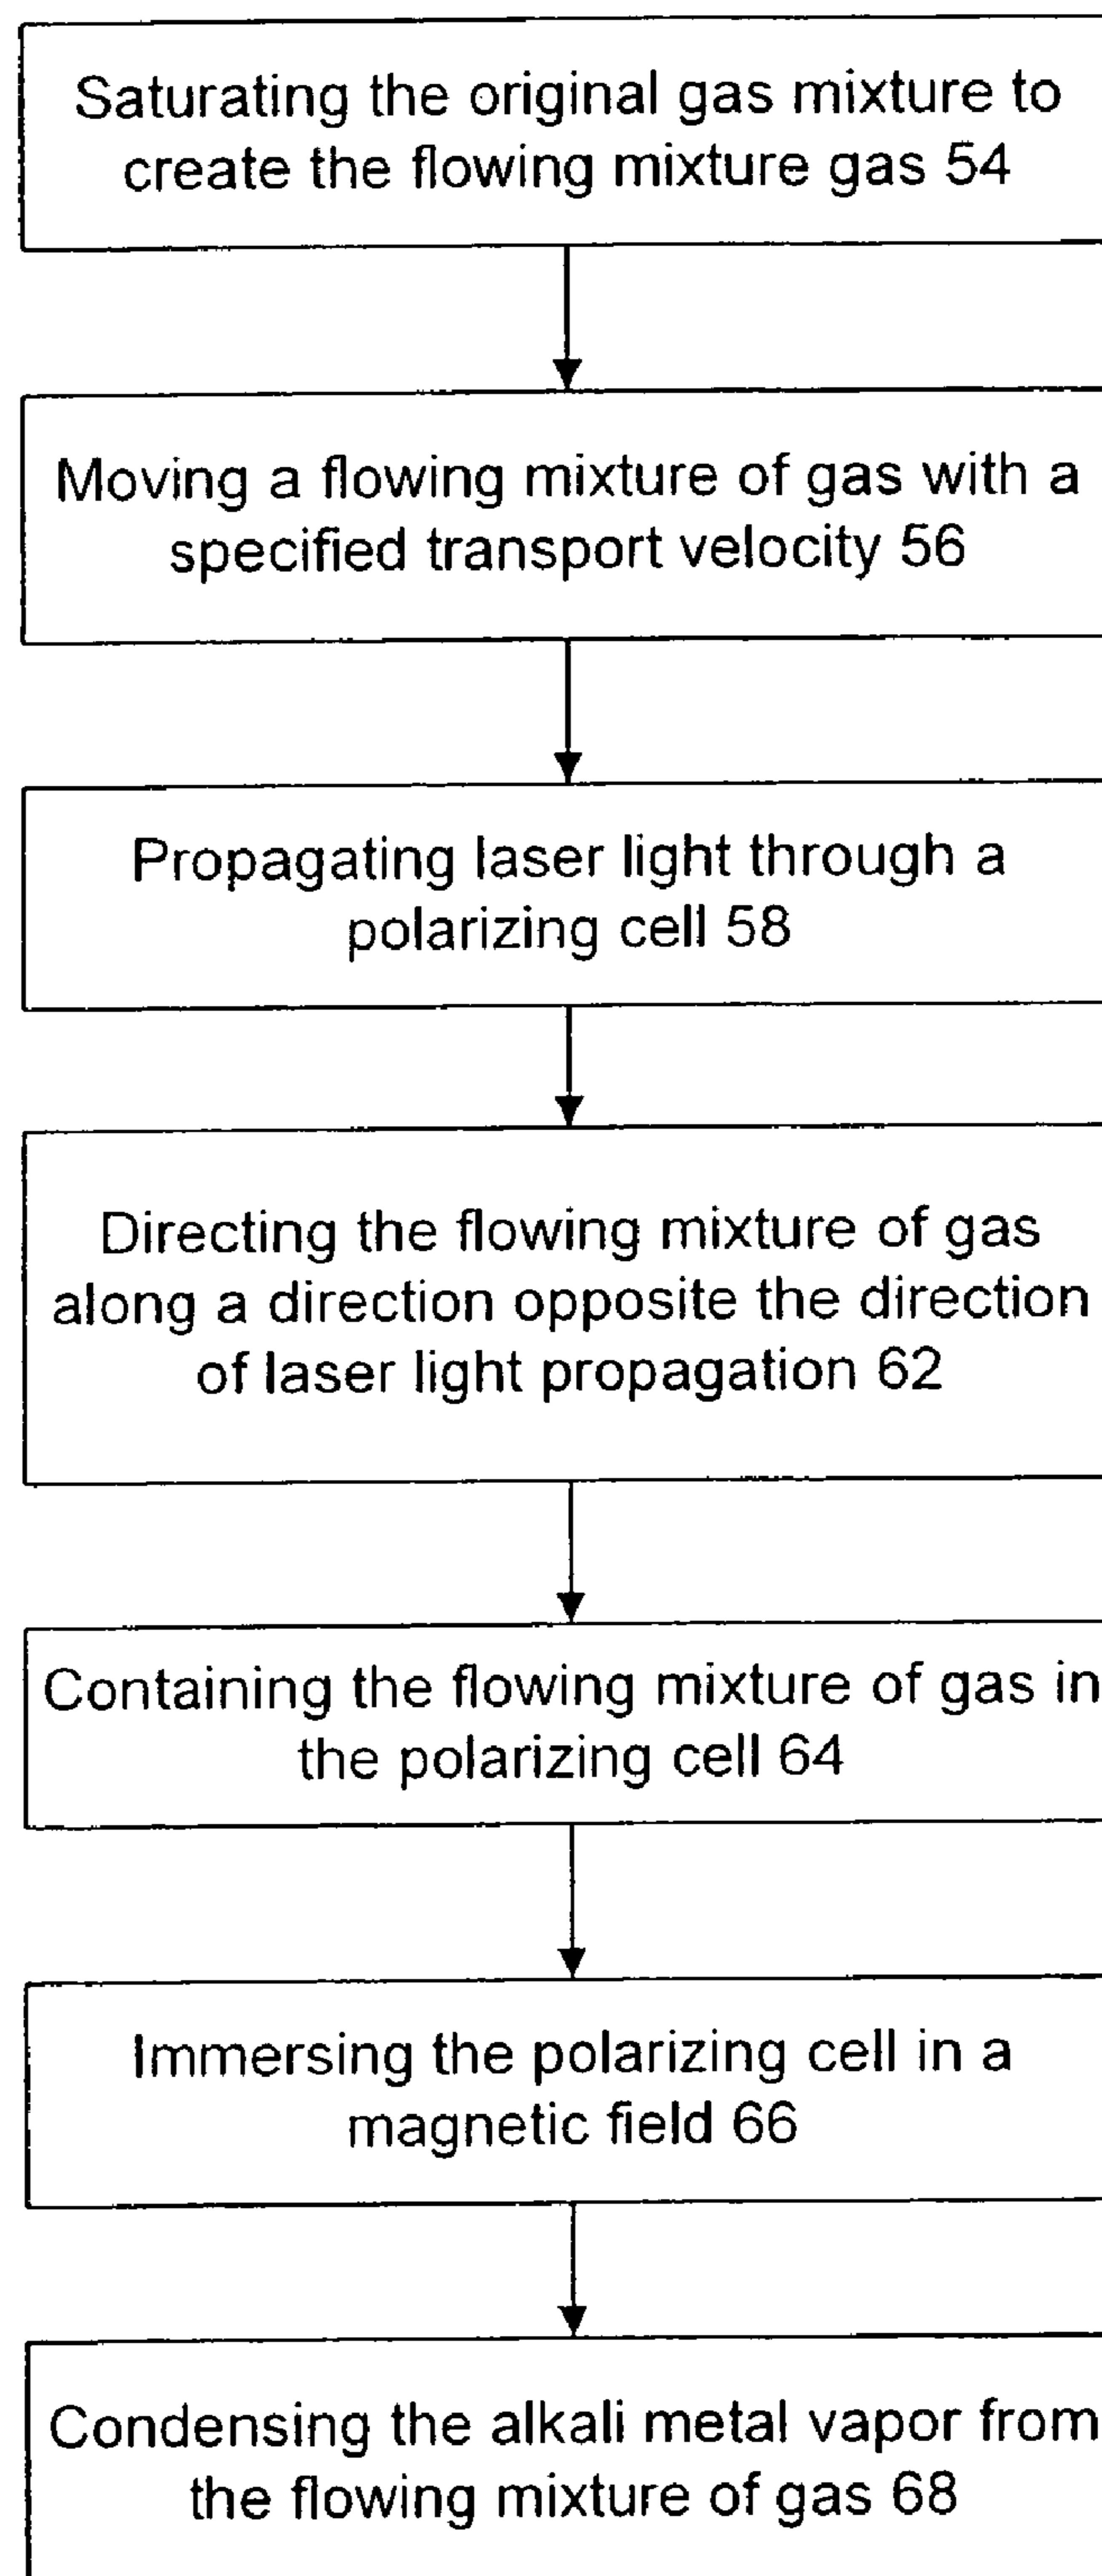 Saturating the original gas mixture to
create the flowing mixture gas 54
Moving a flowing mixture of gas with a
specified transport velocity 56
Propagating laser light through a
polarizing cell 58
Directing the flowing mixture of gas
along a direction opposite the direction
of laser light propagation 62
Containing the flowing mixture of gas in
the polarizing cell 64
Immersing the polarizing cell in a
magnetic field 66
Condensing the alkali metal vapor from
the flowing mixture of gas 68